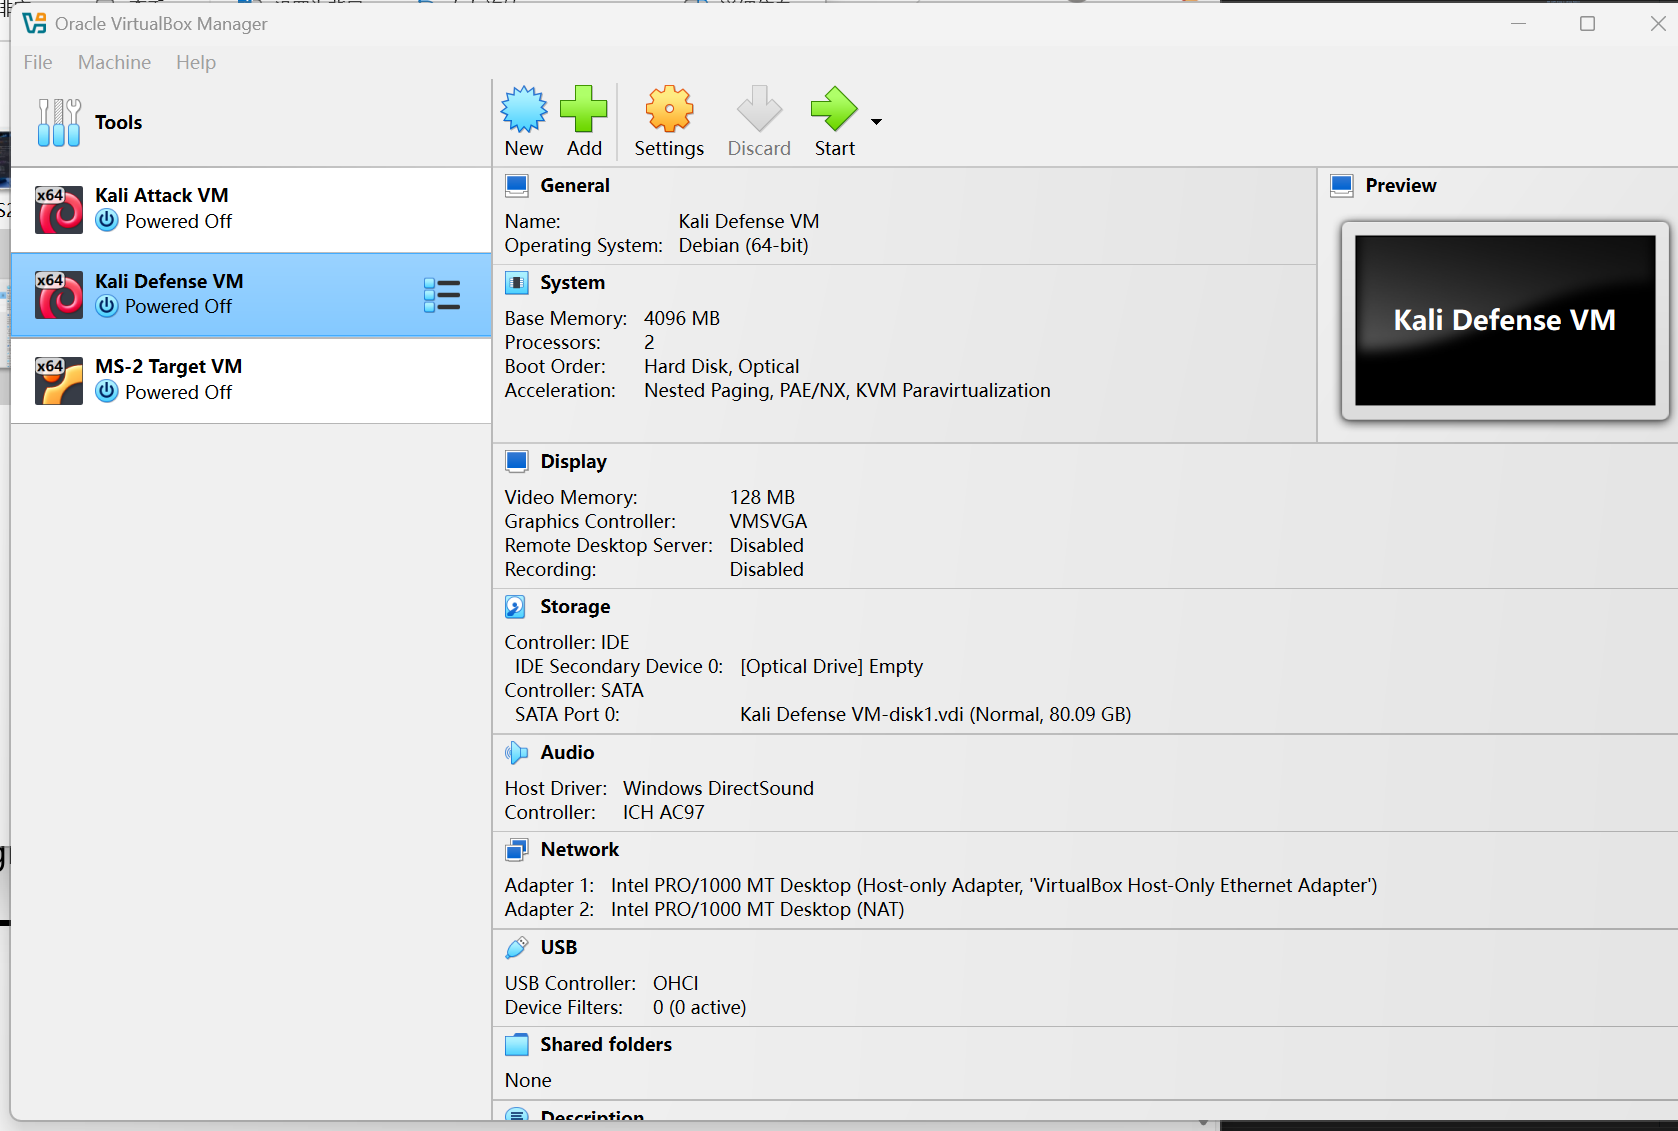 Oracle VirtualBox Manager
File Machine Help
Tools
New Add Settings Discard Start
x64 Kali Attack VM
Powered Off
x64 Kali Defense VM
Powered Off
x64 MS-2 Target VM
Powered Off
General
Name: Kali Defense VM
Operating System: Debian (64-bit)
Preview
Kali Defense VM
System
Base Memory: 4096 MB
Processors: 2
Boot Order: Hard Disk, Optical
Acceleration: Nested Paging, PAE/NX, KVM Paravirtualization
Display
Video Memory: 128 MB
Graphics Controller: VMSVGA
Remote Desktop Server: Disabled
Recording: Disabled
Storage
Controller: IDE
IDE Secondary Device 0: [Optical Drive] Empty
Controller: SATA
SATA Port 0: Kali Defense VM-disk1.vdi (Normal, 80.09 GB)
Audio
Host Driver: Windows DirectSound
Controller: ICH AC97
Network
Adapter 1: Intel PRO/1000 MT Desktop (Host-only Adapter, 'VirtualBox Host-Only Ethernet Adapter')
Adapter 2: Intel PRO/1000 MT Desktop (NAT)
USB
USB Controller: OHCI
Device Filters: 0 (0 active)
Shared folders
None
Description